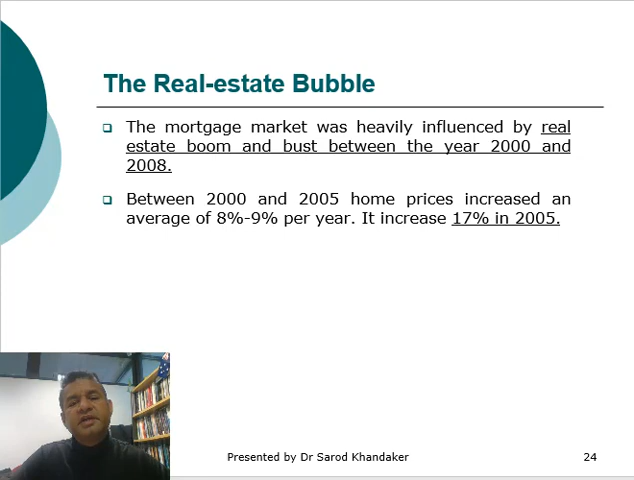 The Real-estate Bubble
The mortgage market was heavily influenced by real
estate boom and bust between the year 2000 and
2008.
Between 2000 and 2005 home prices increased an
average of 8%-9% per year. It increase 17% in 2005.
Presented by Dr Sarod Khandaker
24